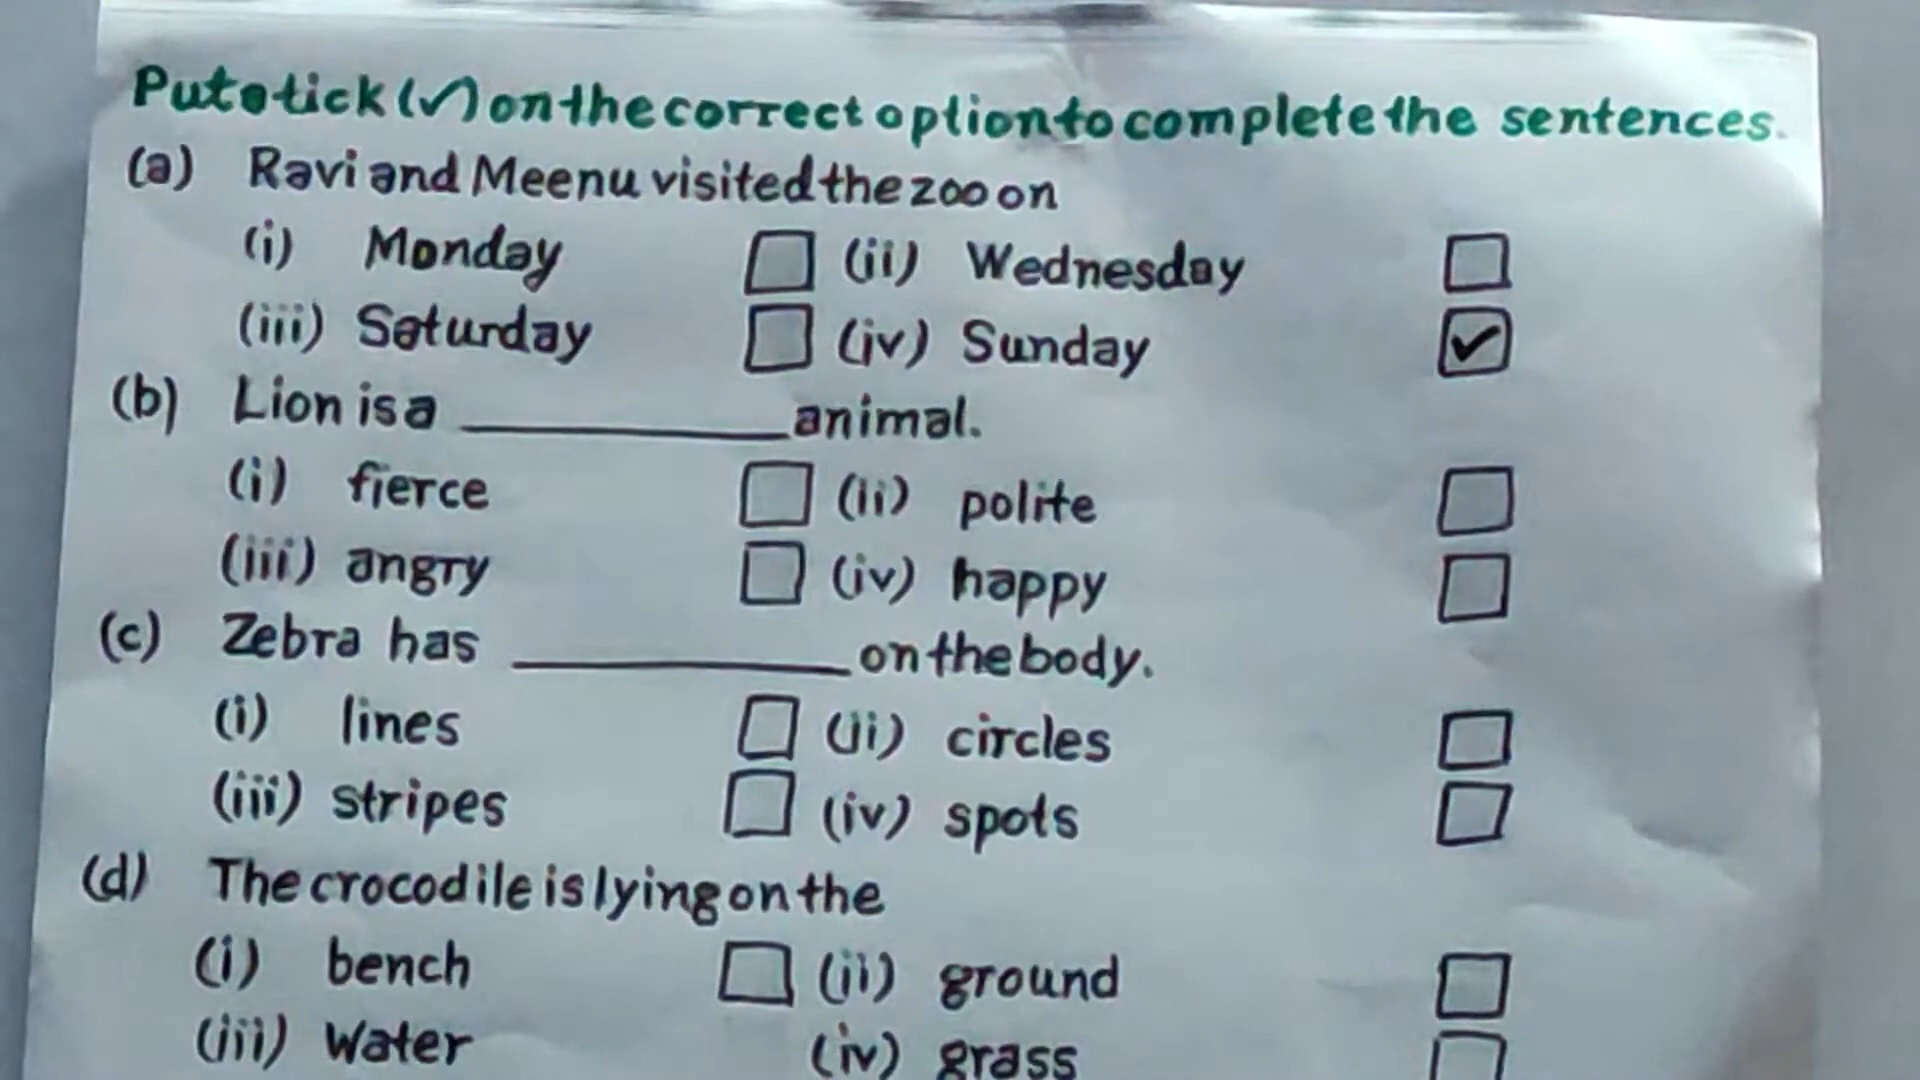 Put a tick (✓) on the correct option to complete the sentences.
(a) Ravi and Meenu visited the zoo on
(i) Monday (ii) Wednesday
(iii) Saturday (iv) Sunday ✓
(b) Lion is a __________ animal.
(i) fierce (ii) polite
(iii) angry (iv) happy
(c) Zebra has __________ on the body.
(i) lines (ii) circles
(iii) stripes (iv) spots
(d) The crocodile is lying on the
(i) bench (ii) ground
(iii) Water (iv) grass